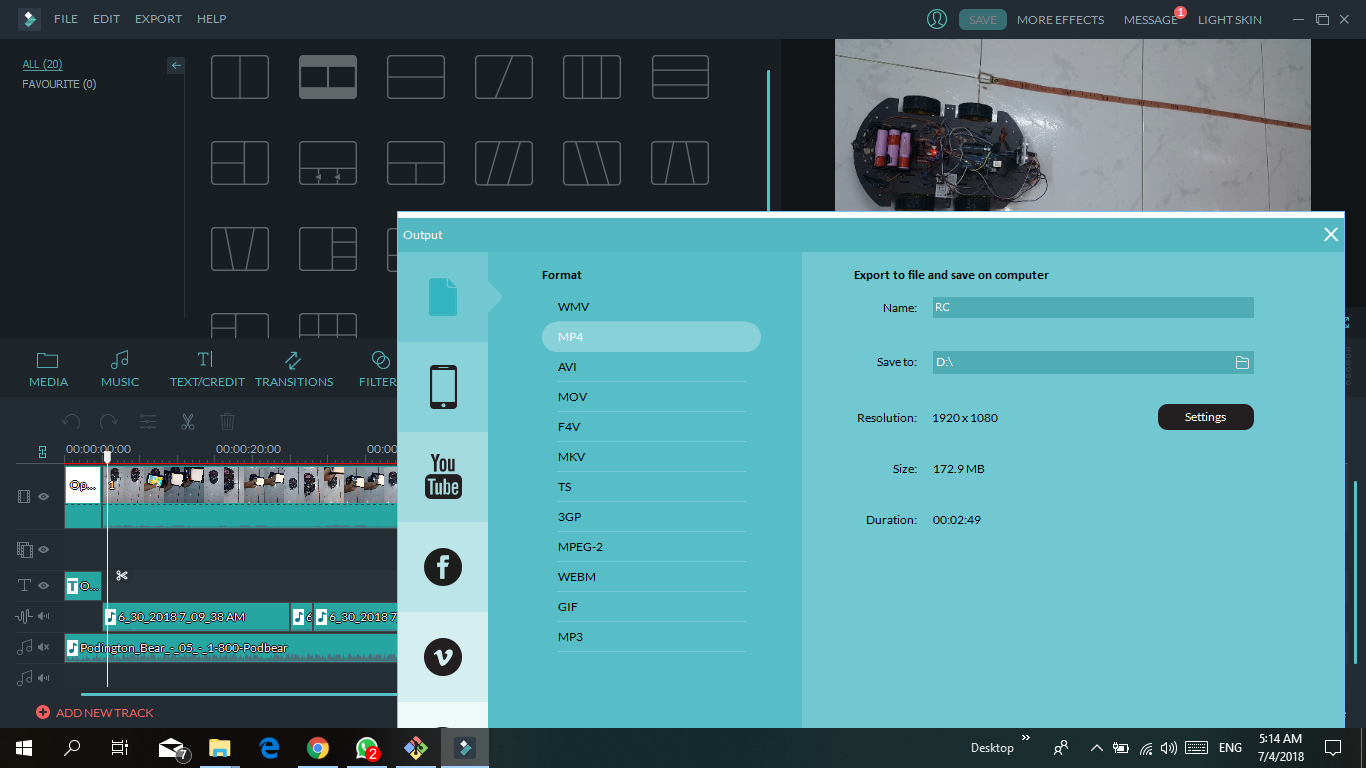 FILE EDIT EXPORT HELP
SAVE MORE EFFECTS MESSAGE 1 LIGHT SKIN
ALL (20)
FAVOURITE (0)
MEDIA MUSIC TEXT/CREDIT TRANSITIONS FILTER
00:00:00:00 00:00:20:00 00:00
Op... 1
O...
6_30_2018 7_09_38 AM 6 6_30_2018 7
Podington_Bear_-_05_-_1-800-Podbear
ADD NEW TRACK
Output
Format
WMV
MP4
AVI
MOV
F4V
MKV
TS
3GP
MPEG-2
WEBM
GIF
MP3
You
Tube
Export to file and save on computer
Name: RC
Save to: D:\
Resolution: 1920 x 1080 Settings
Size: 172.9 MB
Duration: 00:02:49
7 2 Desktop » ENG 5:14 AM
7/4/2018